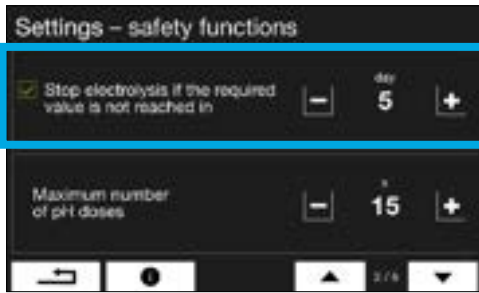 Settings – safety functions
Stop electrolysis if the required
value is not reached in
day
5
Maximum number
of pH doses
15
2/6